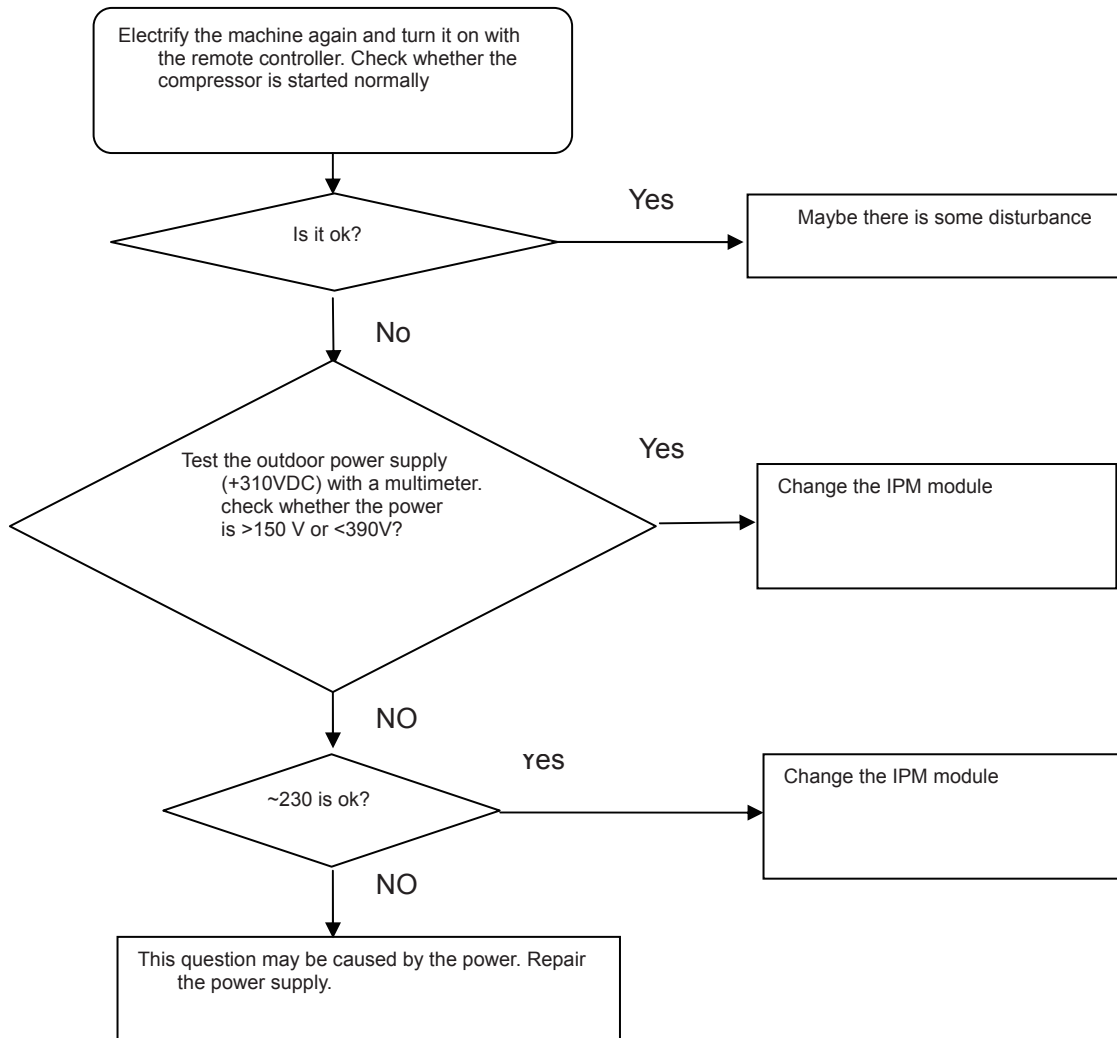 Electrify the machine again and turn it on with
the remote controller. Check whether the
compressor is started normally
Yes
Is it ok?
Maybe there is some disturbance
No
Yes
Test the outdoor power supply
(+310VDC) with a multimeter.
check whether the power
is >150 V or <390V?
Change the IPM module
NO
Yes
~230 is ok?
Change the IPM module
NO
This question may be caused by the power. Repair
the power supply.